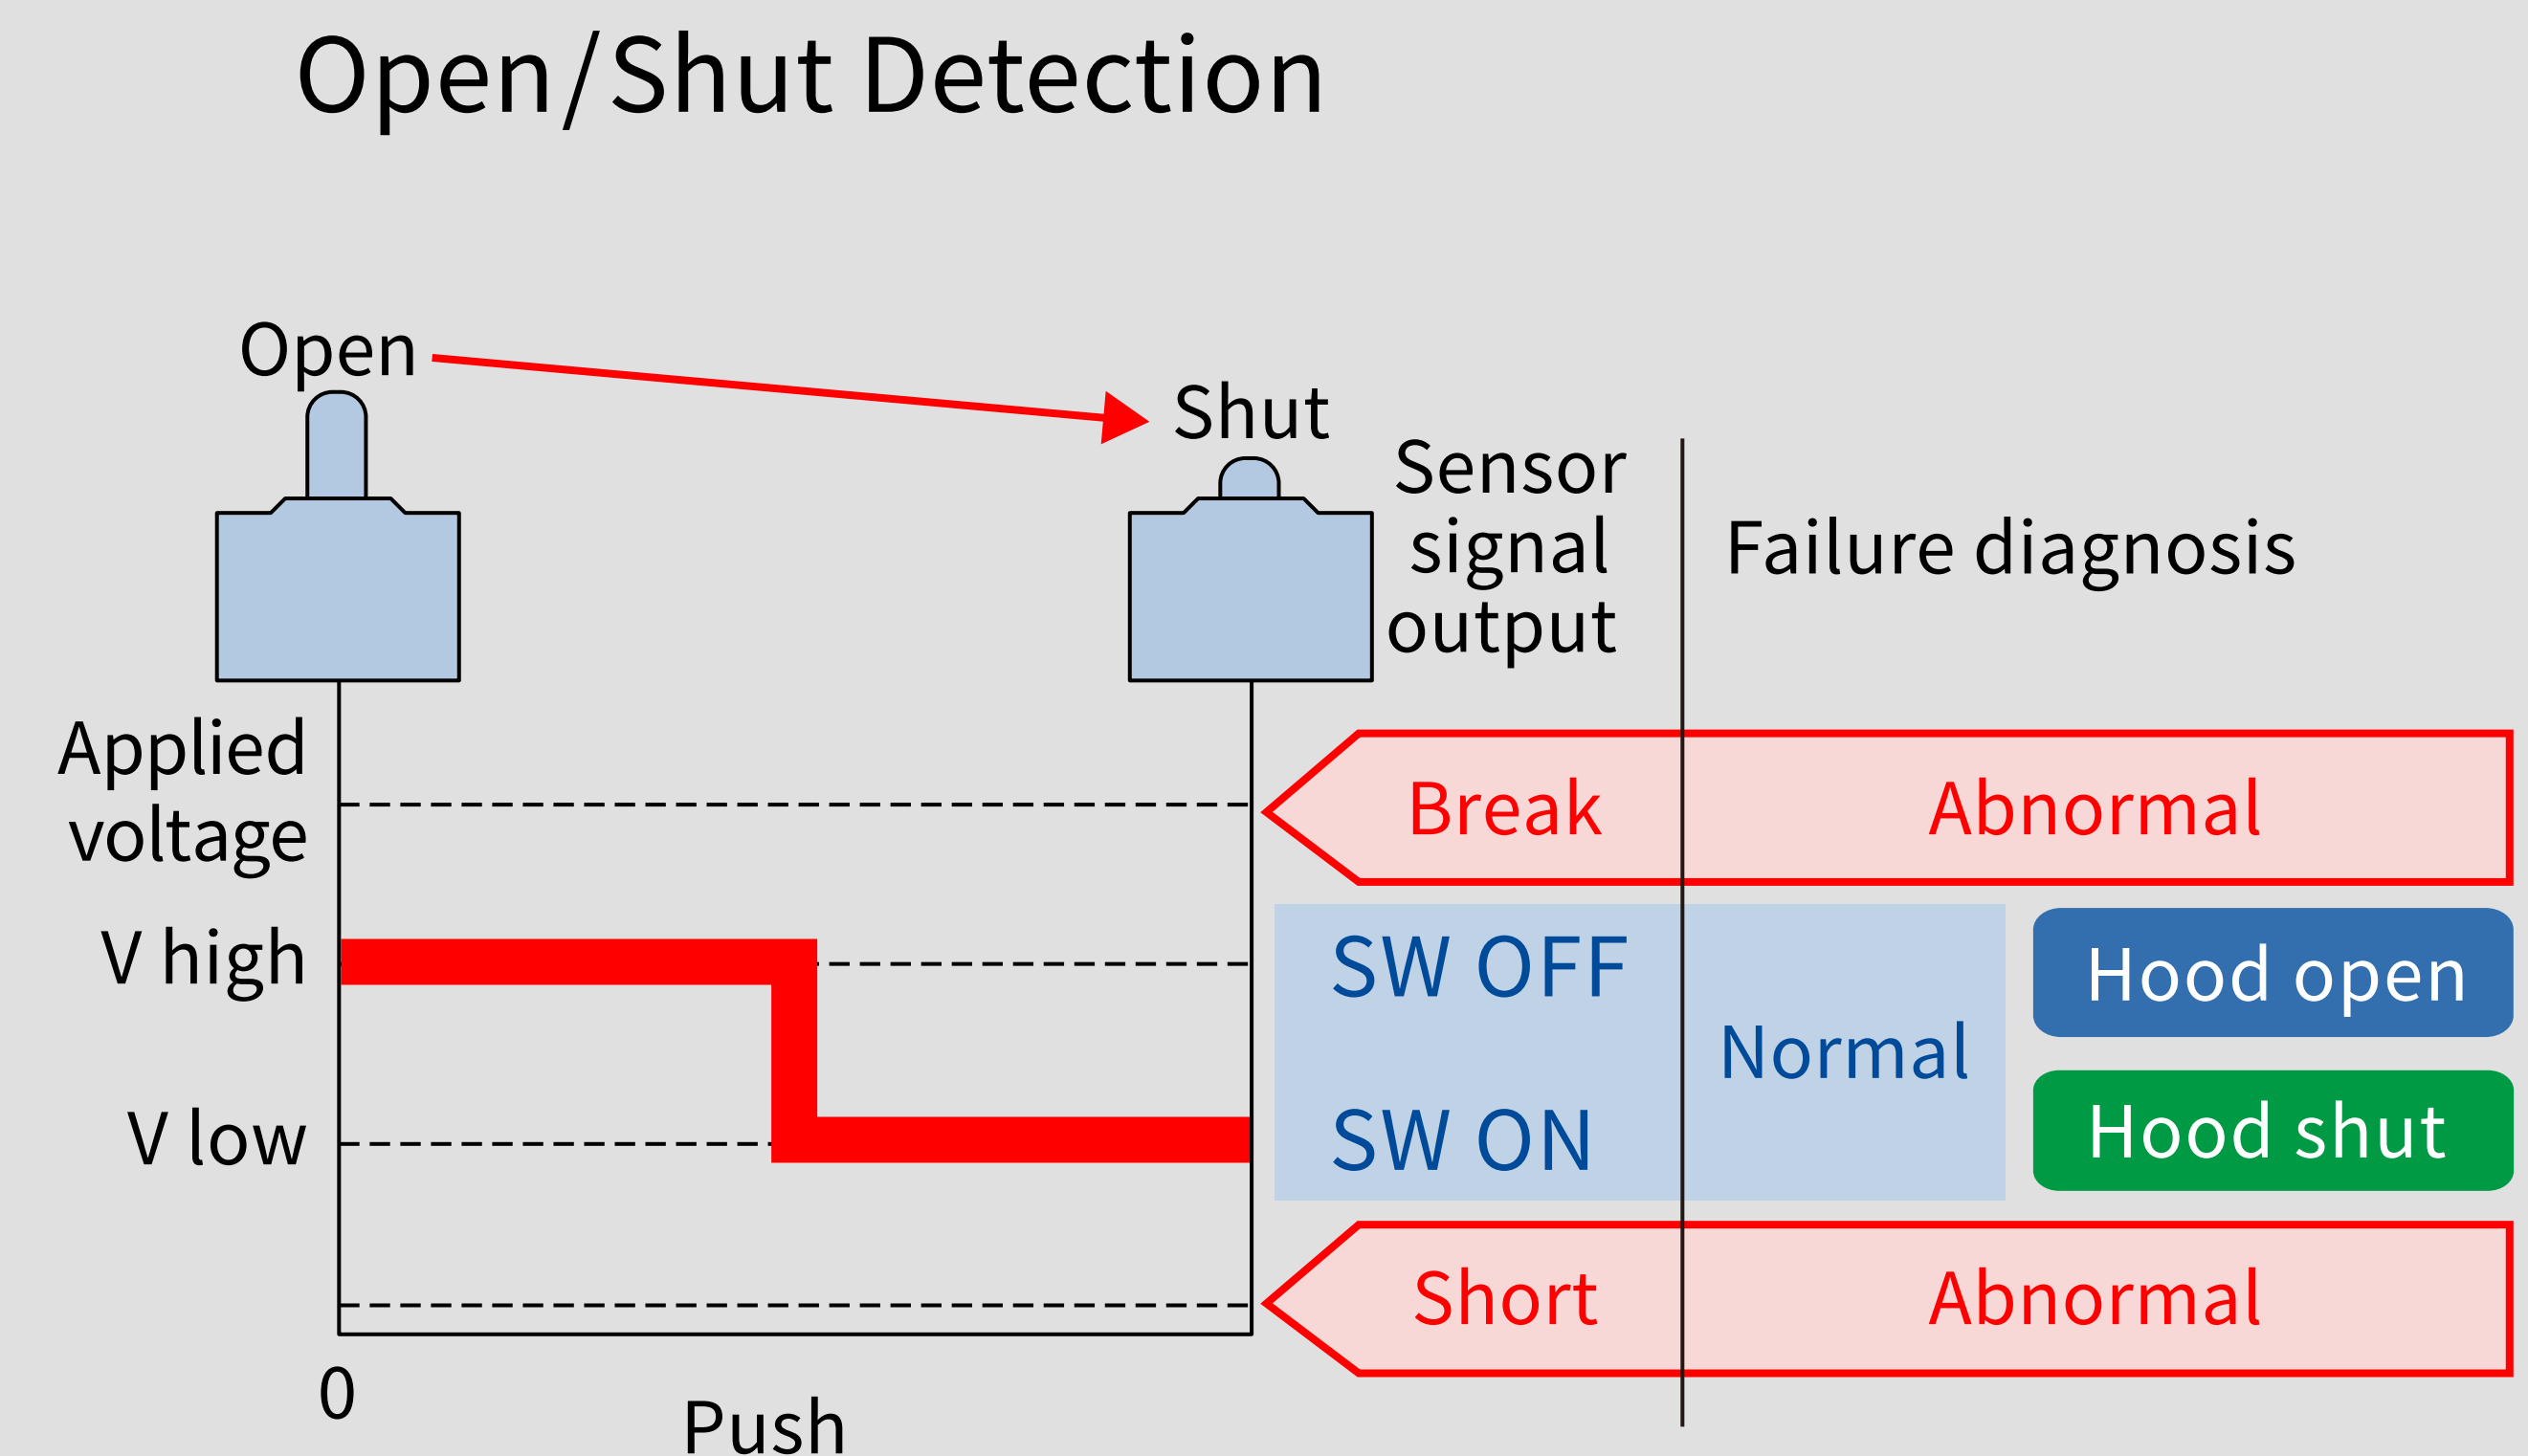 Open/Shut Detection
Open
Shut
Sensor
signal
output
Failure diagnosis
Applied
voltage
Break
Abnormal
V high
SW OFF
Hood open
Normal
V low
SW ON
Hood shut
Short
Abnormal
0
Push